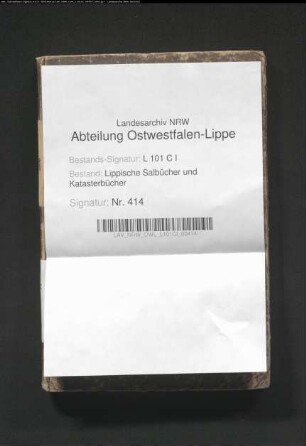 Landesarchiv NRW
Abteilung Ostwestfalen-Lippe
Bestands-Signatur: L 101 C I
Bestand: Lippische Salbücher und
Katasterbücher
Signatur: Nr. 414